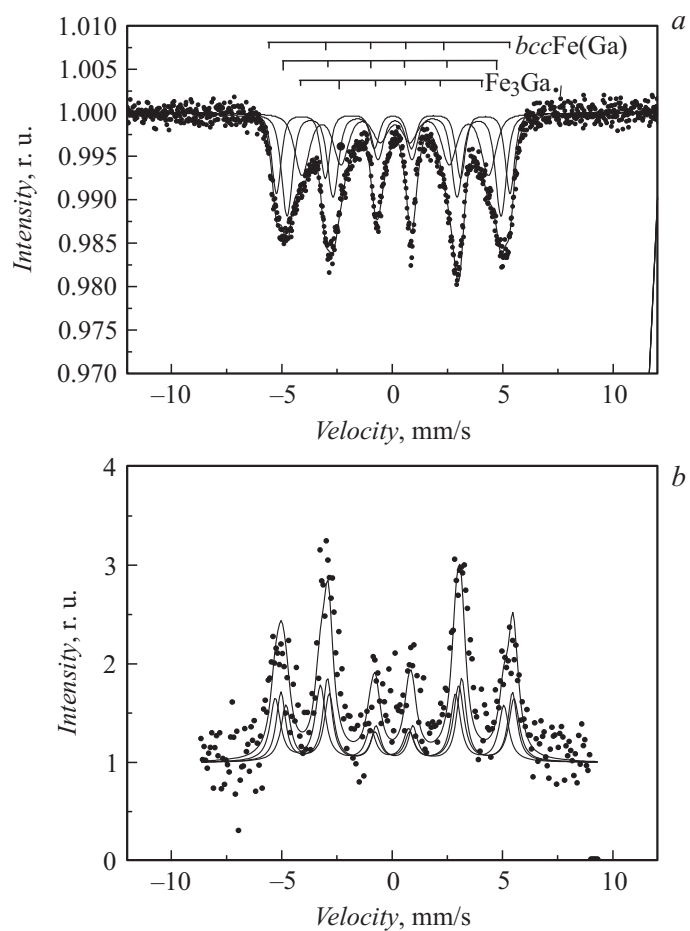 a
1.010
bccFe(Ga)
1.005
Fe₃Ga
1.000
0.995
0.990
0.985
0.980
0.975
0.970
Intensity, r. u.
–10 –5 0 5 10
Velocity, mm/s
b
4
3
2
1
0
Intensity, r. u.
–10 –5 0 5 10
Velocity, mm/s